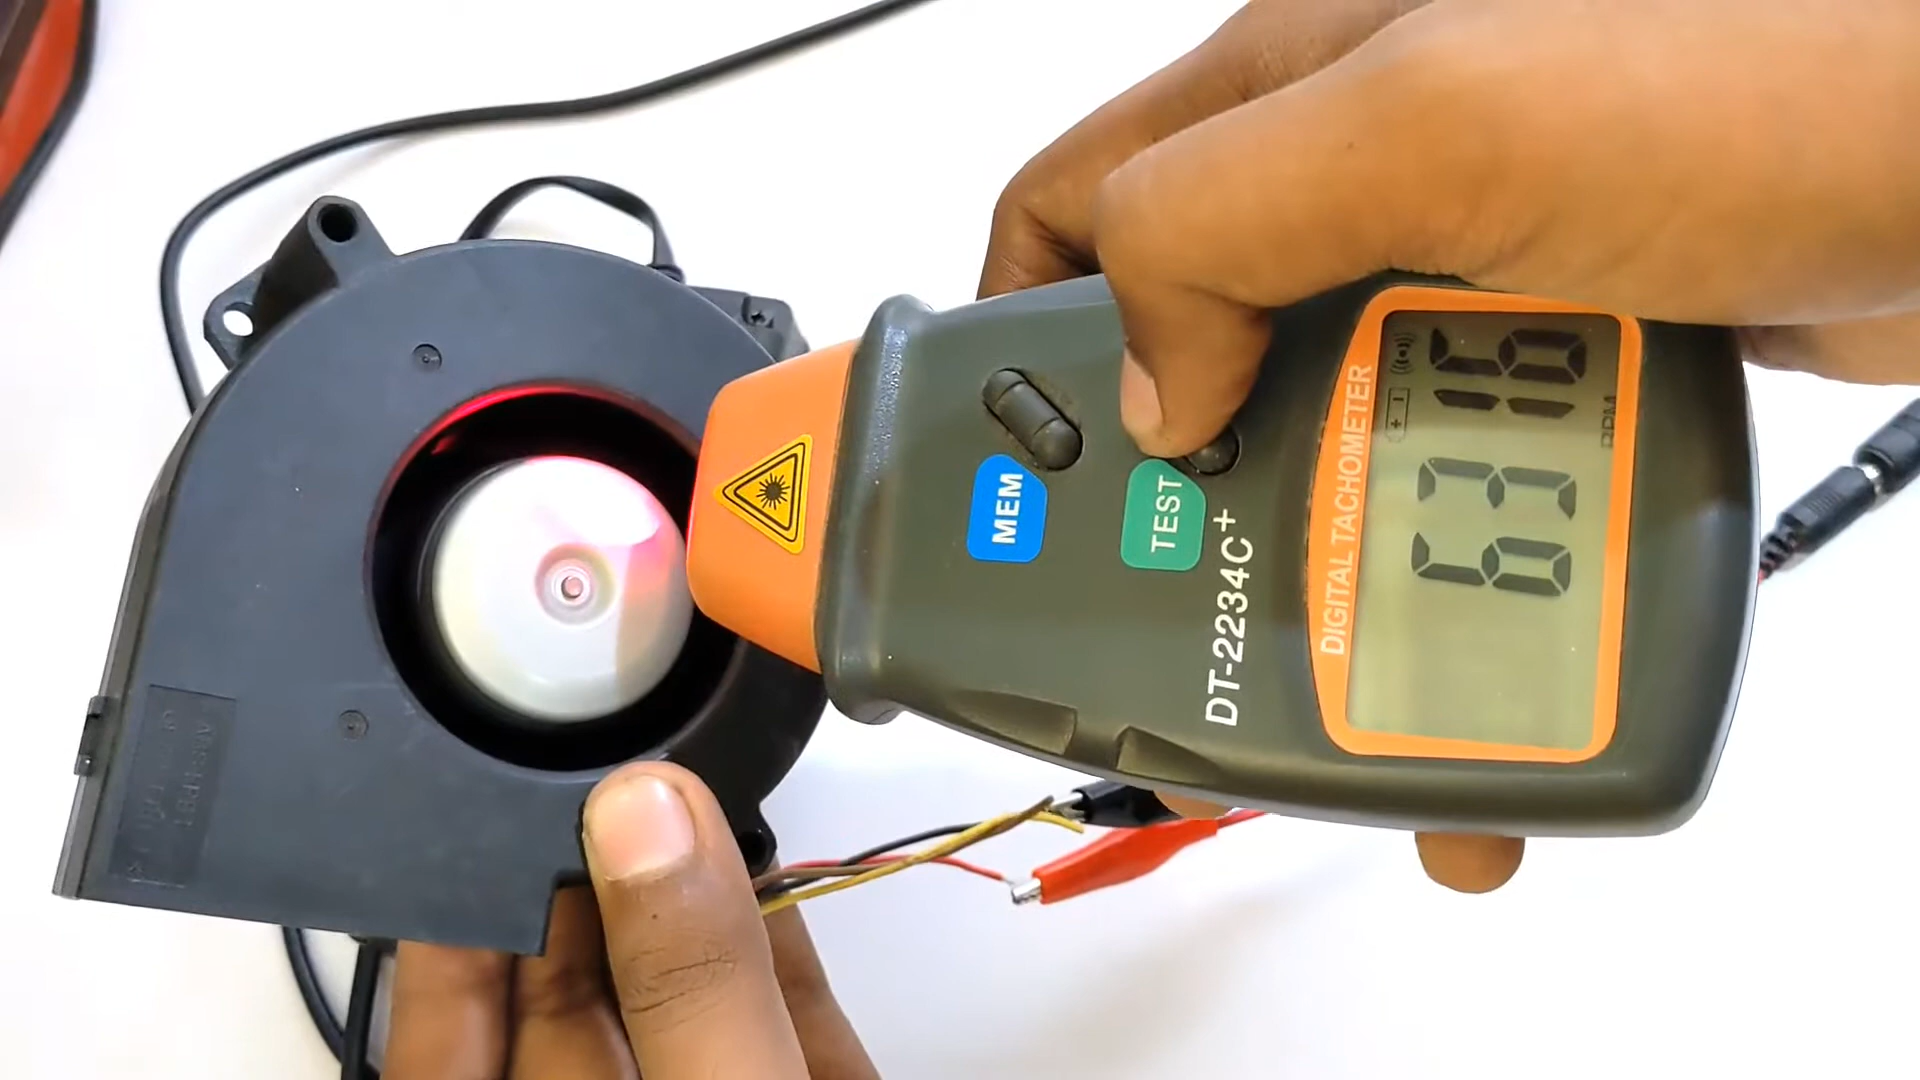 MEM
TEST
DT-2234C+
DIGITAL TACHOMETER
6316
RPM